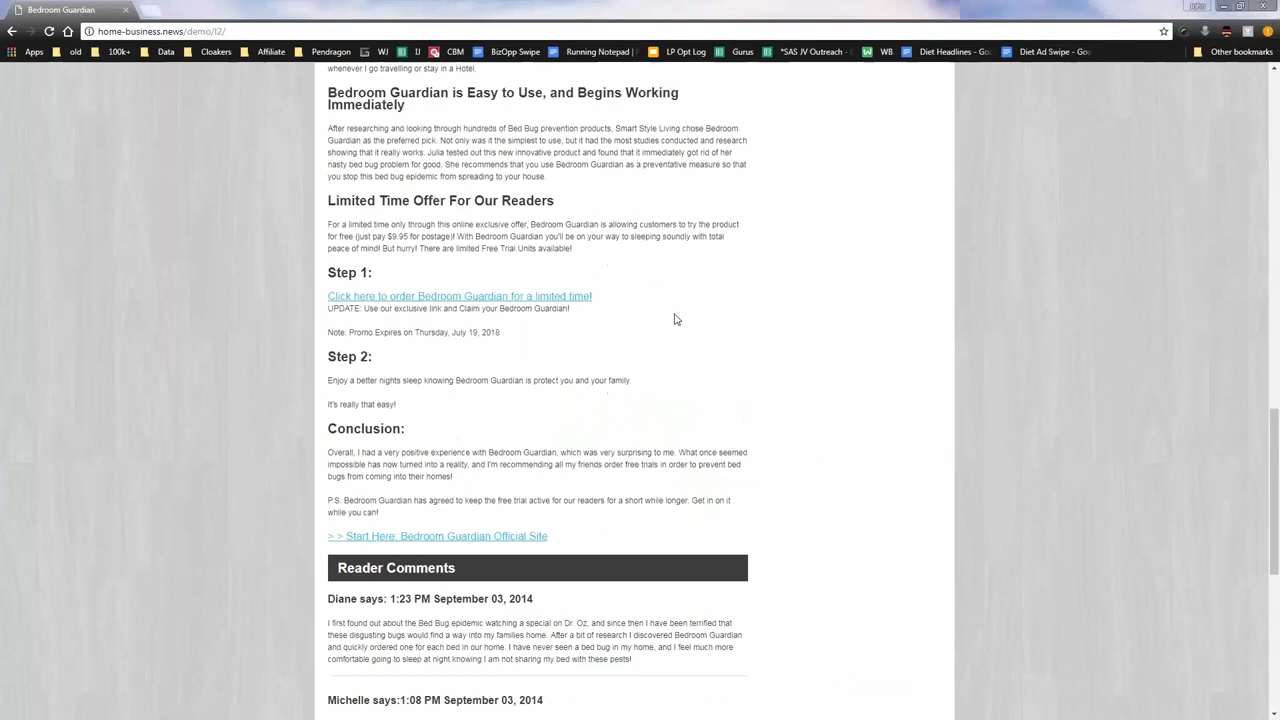 Bedroom Guardian
john
home-business.news/demo/l2/
Apps old 100k+ Data Cloakers Affiliate Pendragon WJ IJ CBM BizOpp Swipe Running Notepad | P LP Opt Log Gurus *SAS JV Outreach - G WB Diet Headlines - Go Diet Ad Swipe - Go Other bookmarks
whenever I go travelling or stay in a Hotel.
Bedroom Guardian is Easy to Use, and Begins Working
Immediately
After researching and looking through hundreds of Bed Bug prevention products, Smart Style Living chose Bedroom
Guardian as the preferred pick. Not only was it the simplest to use, but it had the most studies conducted and research
showing that it really works. Julia tested out this new innovative product and found that it immediately got rid of her
nasty bed bug problem for good. She recommends that you use Bedroom Guardian as a preventative measure so that
you stop this bed bug epidemic from spreading to your house.
Limited Time Offer For Our Readers
For a limited time only through this online exclusive offer, Bedroom Guardian is allowing customers to try the product
for free (just pay $9.95 for postage)! With Bedroom Guardian you'll be on your way to sleeping soundly with total
peace of mind! But hurry! There are limited Free Trial Units available!
Step 1:
Click here to order Bedroom Guardian for a limited time!
UPDATE: Use our exclusive link and Claim your Bedroom Guardian!
Note: Promo Expires on Thursday, July 19, 2018
Step 2:
Enjoy a better nights sleep knowing Bedroom Guardian is protect you and your family.
It's really that easy!
Conclusion:
Overall, I had a very positive experience with Bedroom Guardian, which was very surprising to me. What once seemed
impossible has now turned into a reality, and I'm recommending all my friends order free trials in order to prevent bed
bugs from coming into their homes!
P.S. Bedroom Guardian has agreed to keep the free trial active for our readers for a short while longer. Get in on it
while you can!
> > Start Here: Bedroom Guardian Official Site
Reader Comments
Diane says: 1:23 PM September 03, 2014
I first found out about the Bed Bug epidemic watching a special on Dr. Oz, and since then I have been terrified that
these disgusting bugs would find a way into my families home. After a bit of research I discovered Bedroom Guardian
and quickly ordered one for each bed in our home. I have never seen a bed bug in my home, and I feel much more
comfortable going to sleep at night knowing I am not sharing my bed with these pests!
Michelle says:1:08 PM September 03, 2014